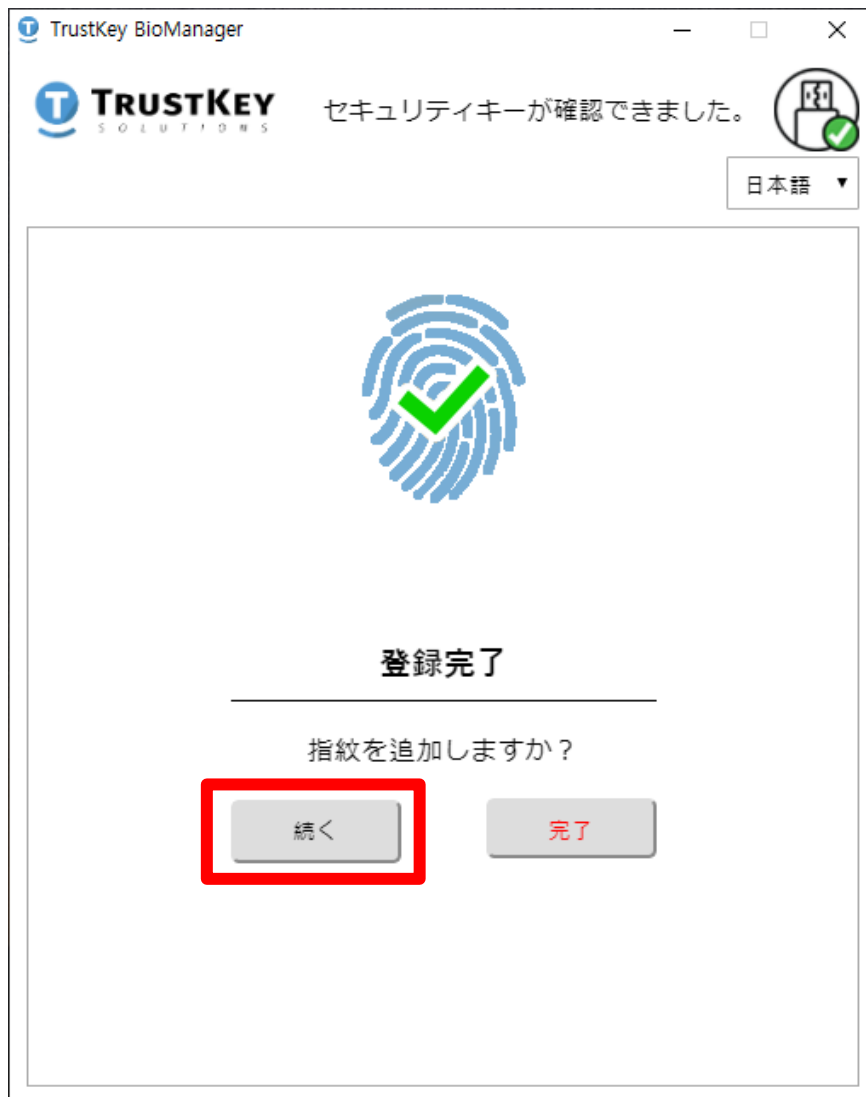 TrustKey BioManager
TRUSTKEY
SOLUTIONS
セキュリティキーが確認できました。
日本語 ▼
登録完了
指紋を追加しますか？
続く
完了